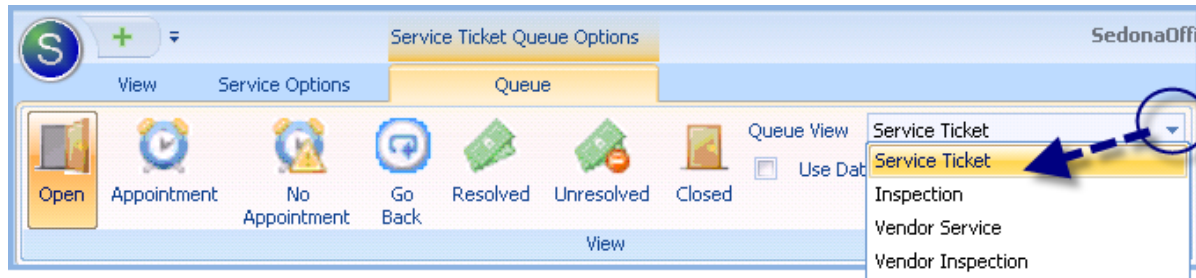 S
Service Ticket Queue Options
SedonaOffi
View Service Options Queue
Open
Appointment
No
Appointment
Go
Back
Resolved
Unresolved
Closed
Queue View
Service Ticket
Use Dat
Service Ticket
Inspection
Vendor Service
Vendor Inspection
View